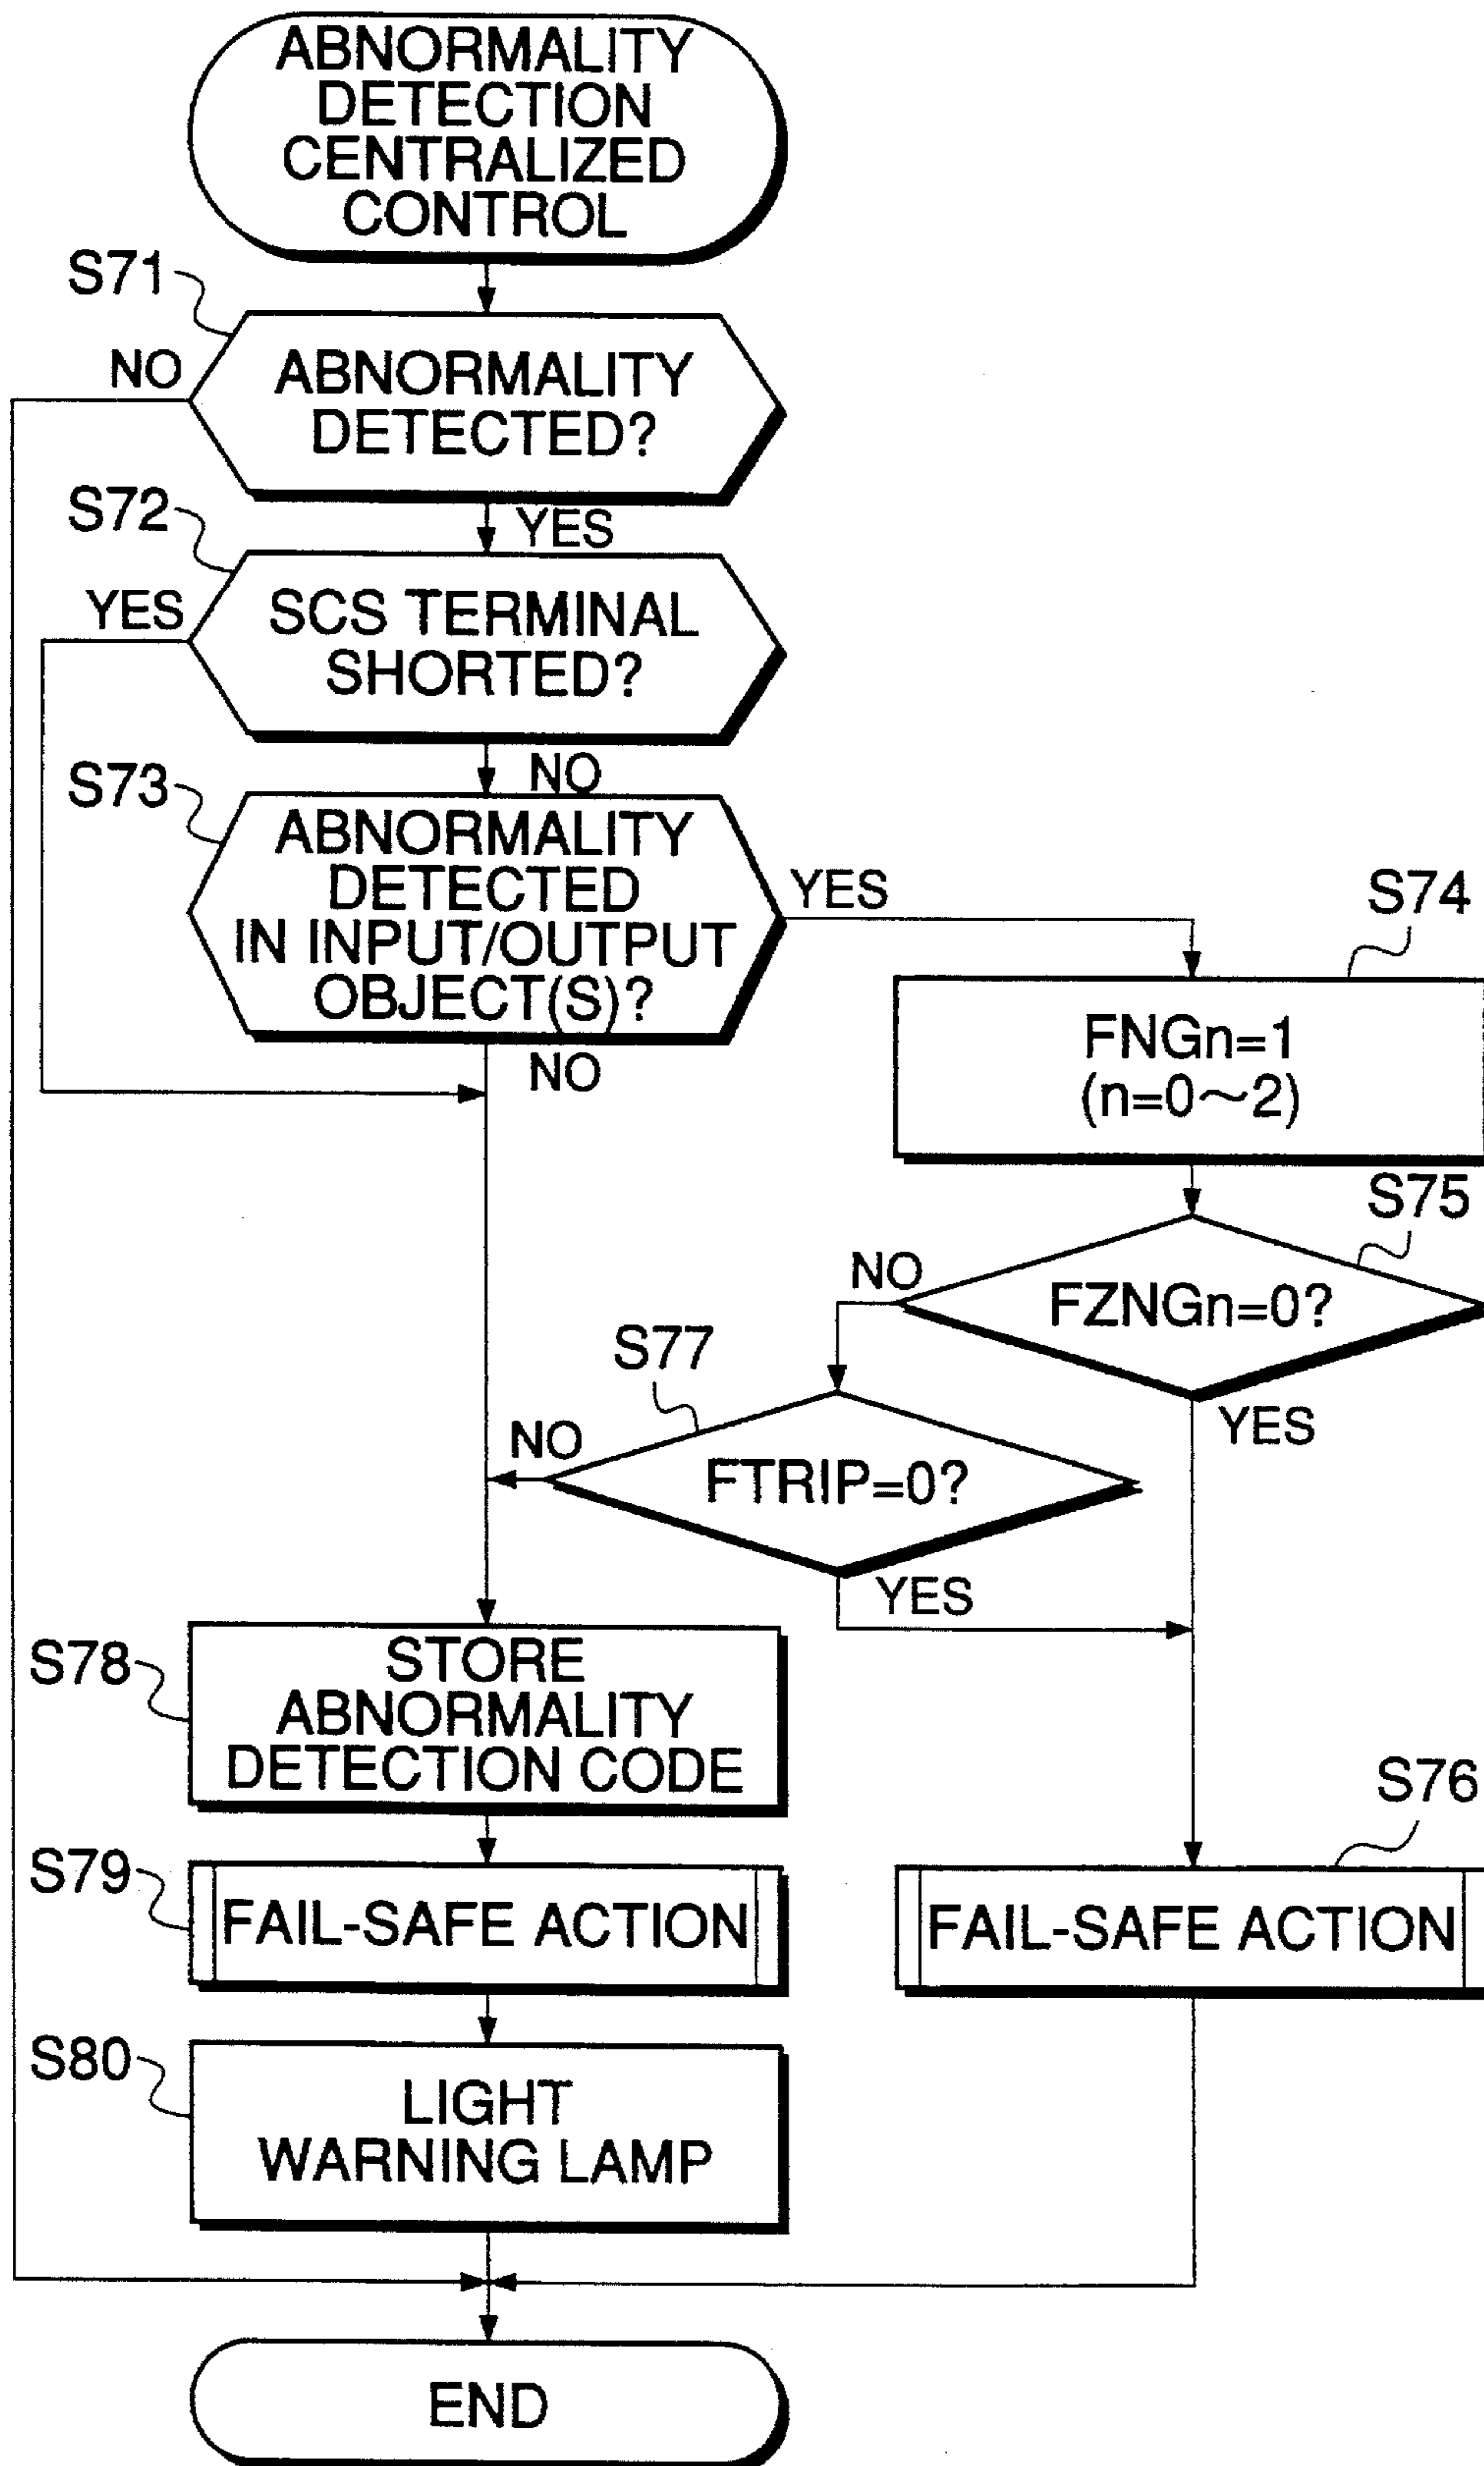 ABNORMALITY
DETECTION
CENTRALIZED
CONTROL
S71
NO
ABNORMALITY
DETECTED?
YES
S72
YES
SCS TERMINAL
SHORTED?
NO
S73
ABNORMALITY
DETECTED
IN INPUT/OUTPUT
OBJECT(S)?
YES
NO
S74
FNGn=1
(n=0~2)
S75
NO
FZNGn=0?
YES
S77
NO
FTRIP=0?
YES
S78
STORE
ABNORMALITY
DETECTION CODE
S76
FAIL-SAFE ACTION
S79
FAIL-SAFE ACTION
S80
LIGHT
WARNING LAMP
END